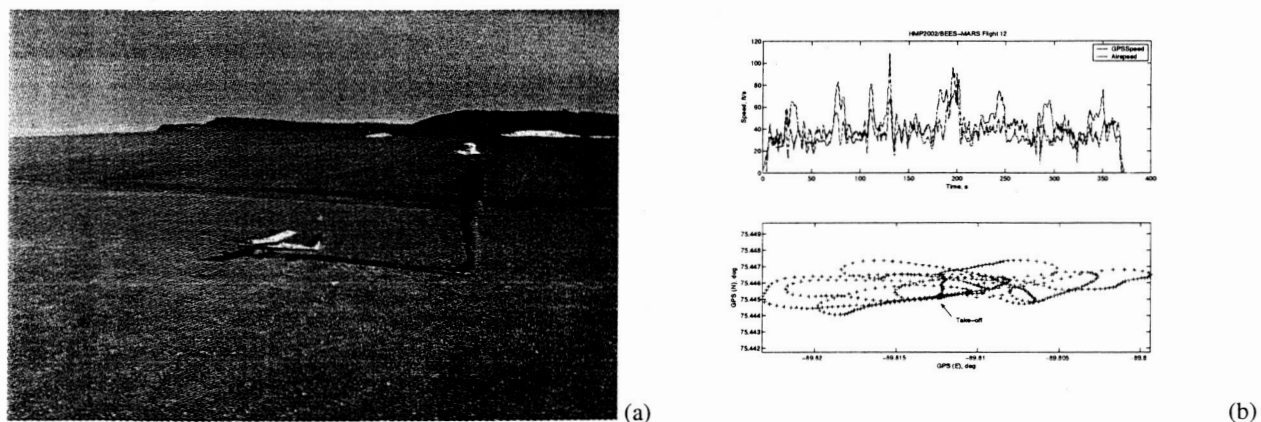 (a)
HMP2002/BEES-MARS Flight 12
GPSSpeed
Airspeed
Speed, ft/s
120
100
80
60
40
20
0
0 50 100 150 200 250 300 350 400
Time, s
GPS (N), deg
75.449
75.448
75.447
75.446
75.445
75.444
75.443
75.442
Take-off
-89.82 -89.815 -89.81 -89.805 -89.8
GPS (E), deg
(b)